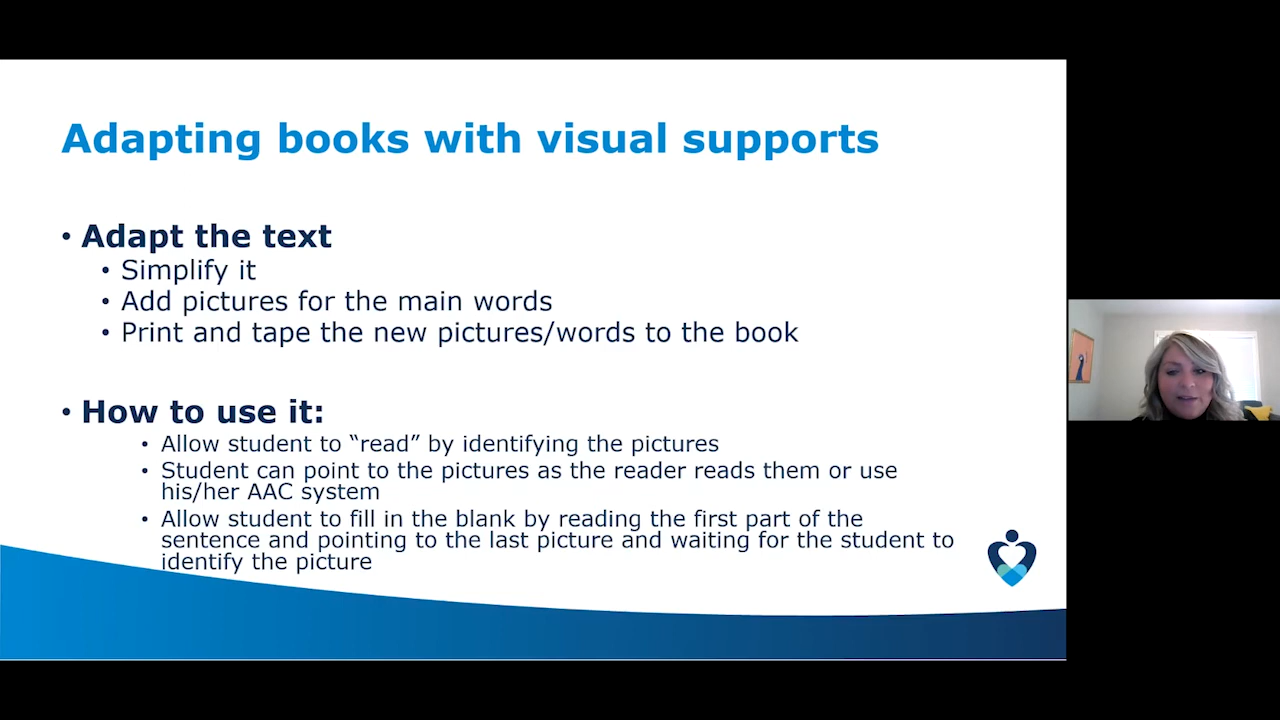 Adapting books with visual supports
• Adapt the text
• Simplify it
• Add pictures for the main words
• Print and tape the new pictures/words to the book
• How to use it:
• Allow student to “read” by identifying the pictures
• Student can point to the pictures as the reader reads them or use
his/her AAC system
• Allow student to fill in the blank by reading the first part of the
sentence and pointing to the last picture and waiting for the student to
identify the picture